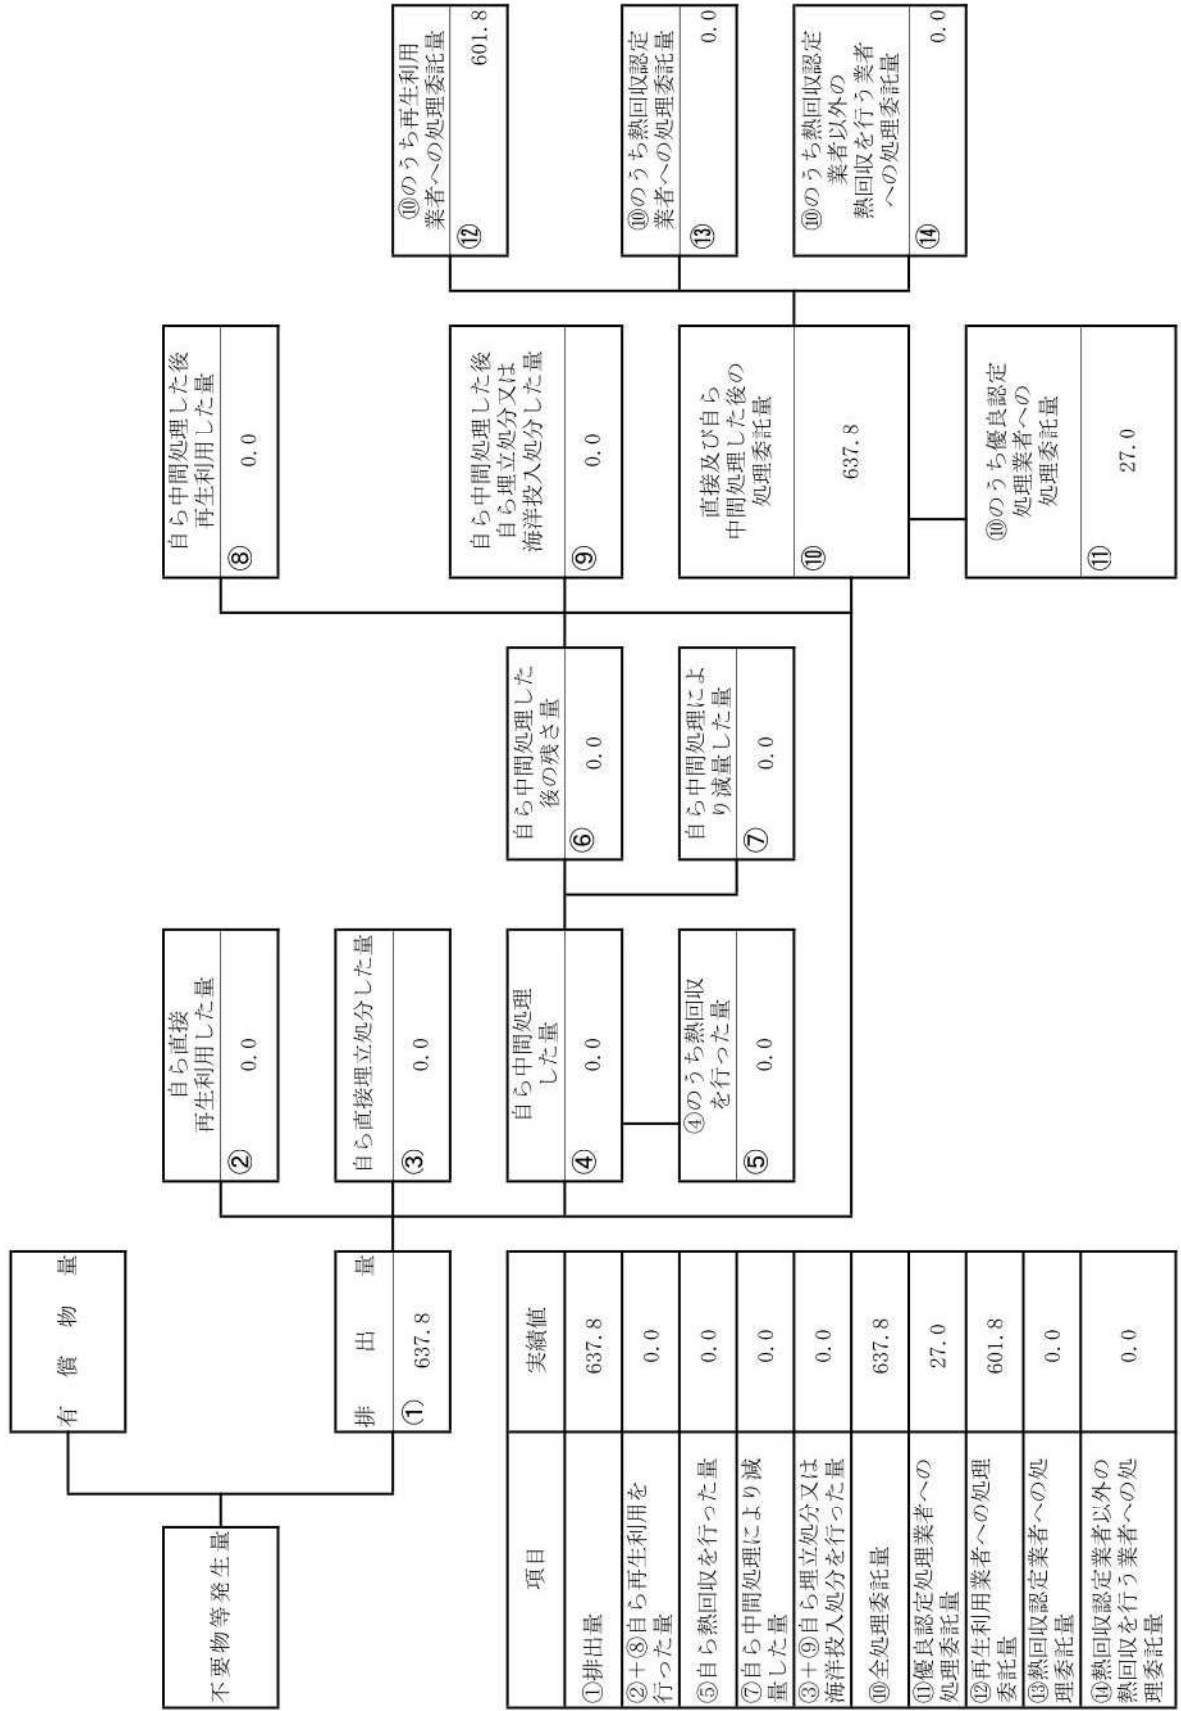 不要物等発生量
有償物量
排出量
① 637.8
自ら直接
再生利用した量
② 0.0
自ら直接埋立処分した量
③ 0.0
自ら中間処理
した量
④ 0.0
④のうち熱回収
を行った量
⑤ 0.0
自ら中間処理した
後の残さ量
⑥ 0.0
自ら中間処理によ
り減量した量
⑦ 0.0
自ら中間処理した後
再生利用した量
⑧ 0.0
自ら中間処理した後
自ら埋立処分又は
海洋投入処分した量
⑨ 0.0
直接及び自ら
中間処理した後の
処理委託量
⑩ 637.8
⑩のうち優良認定
処理業者への
処理委託量
⑪ 27.0
⑩のうち再生利用
業者への処理委託量
⑫ 601.8
⑩のうち熱回収認定
業者への処理委託量
⑬ 0.0
⑩のうち熱回収認定
業者以外の
熱回収を行う業者
への処理委託量
⑭ 0.0
項目 実績値
①排出量 637.8
②+⑧自ら再生利用を
行った量 0.0
⑤自ら熱回収を行った量 0.0
⑦自ら中間処理により減
量した量 0.0
③+⑨自ら埋立処分又は
海洋投入処分を行った量 0.0
⑩全処理委託量 637.8
⑪優良認定処理業者への
処理委託量 27.0
⑫再生利用業者への処理
委託量 601.8
⑬熱回収認定業者への処
理委託量 0.0
⑭熱回収認定業者以外の
熱回収を行う業者への処
理委託量 0.0